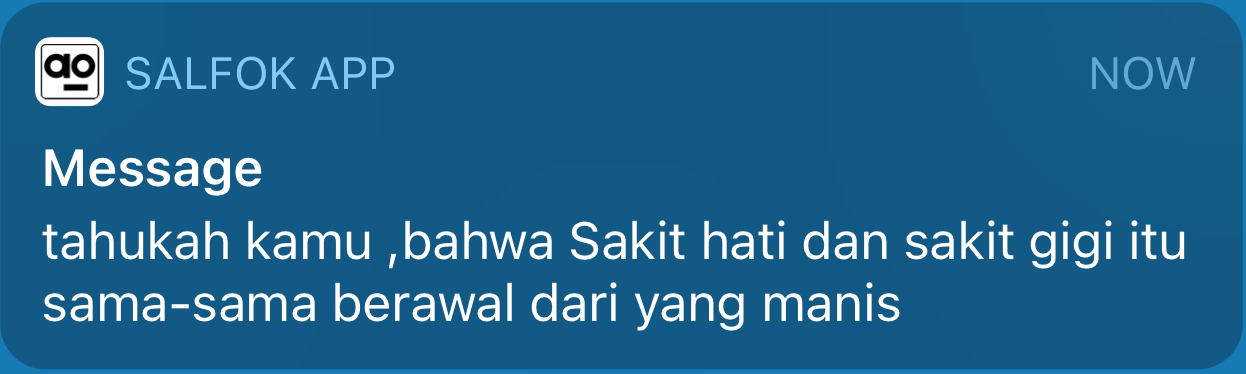 ao
SALFOK APP
NOW
Message
tahukah kamu ,bahwa Sakit hati dan sakit gigi itu
sama-sama berawal dari yang manis